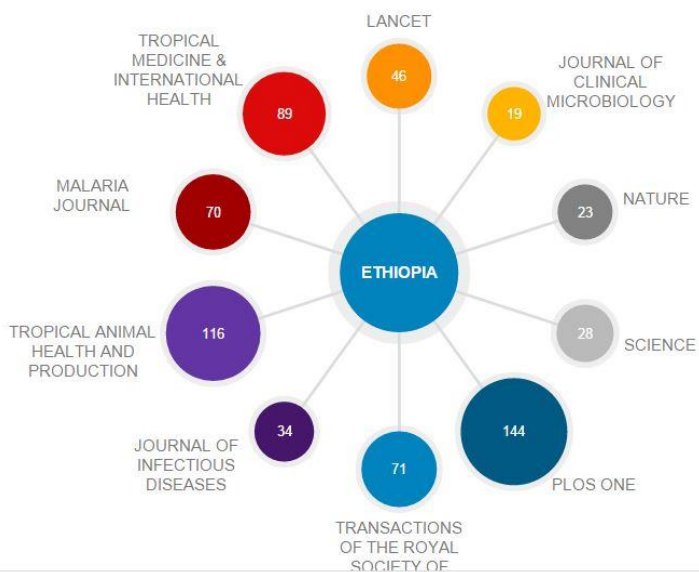 LANCET
46
TROPICAL
MEDICINE &
INTERNATIONAL
HEALTH
89
JOURNAL OF
CLINICAL
MICROBIOLOGY
19
MALARIA
JOURNAL
70
NATURE
23
ETHIOPIA
TROPICAL ANIMAL
HEALTH AND
PRODUCTION
116
SCIENCE
28
JOURNAL OF
INFECTIOUS
DISEASES
34
PLOS ONE
144
71
TRANSACTIONS
OF THE ROYAL
SOCIETY OF